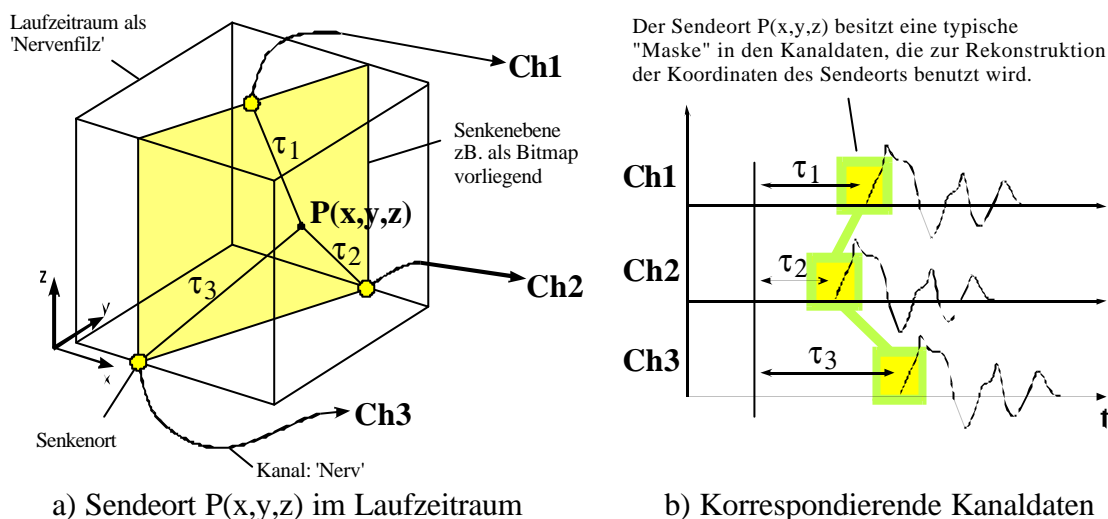 Laufzeitraum als
'Nervenfilz'
Ch1
τ1
Senkenebene
zB. als Bitmap
vorliegend
P(x,y,z)
τ2
τ3
z
y
x
Ch2
Ch3
Senkenort
Kanal: 'Nerv'
a) Sendeort P(x,y,z) im Laufzeitraum
Der Sendeort P(x,y,z) besitzt eine typische
"Maske" in den Kanaldaten, die zur Rekonstruktion
der Koordinaten des Sendeorts benutzt wird.
Ch1
τ1
Ch2
τ2
Ch3
τ3
t
b) Korrespondierende Kanaldaten